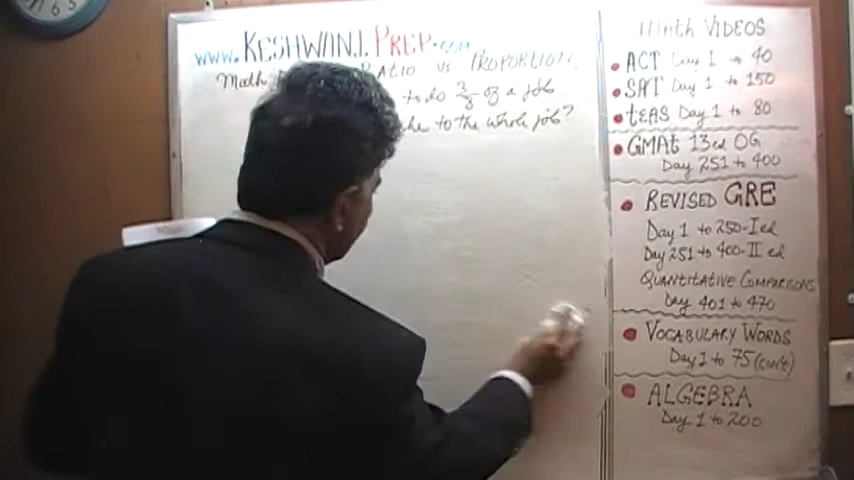 www.KESHWANI PREP.com
Math RATIO VS PROPORTION
to do 3/8 of a job
he to the whole job?
Math VIDEOS
ACT Day 1 to 40
SAT Day 1 to 150
tEAS Day 1 to 80
GMAt 13ed OG
Day 251 to 400
REVISED GRE
Day 1 to 250-I ed
Day 251 to 400-II ed
QUANTITATIVE COMPARISONS
Day 401 to 470
VOCABULARY WORDS
Day 1 to 75 (con't)
ALGEBRA
Day 1 to 200